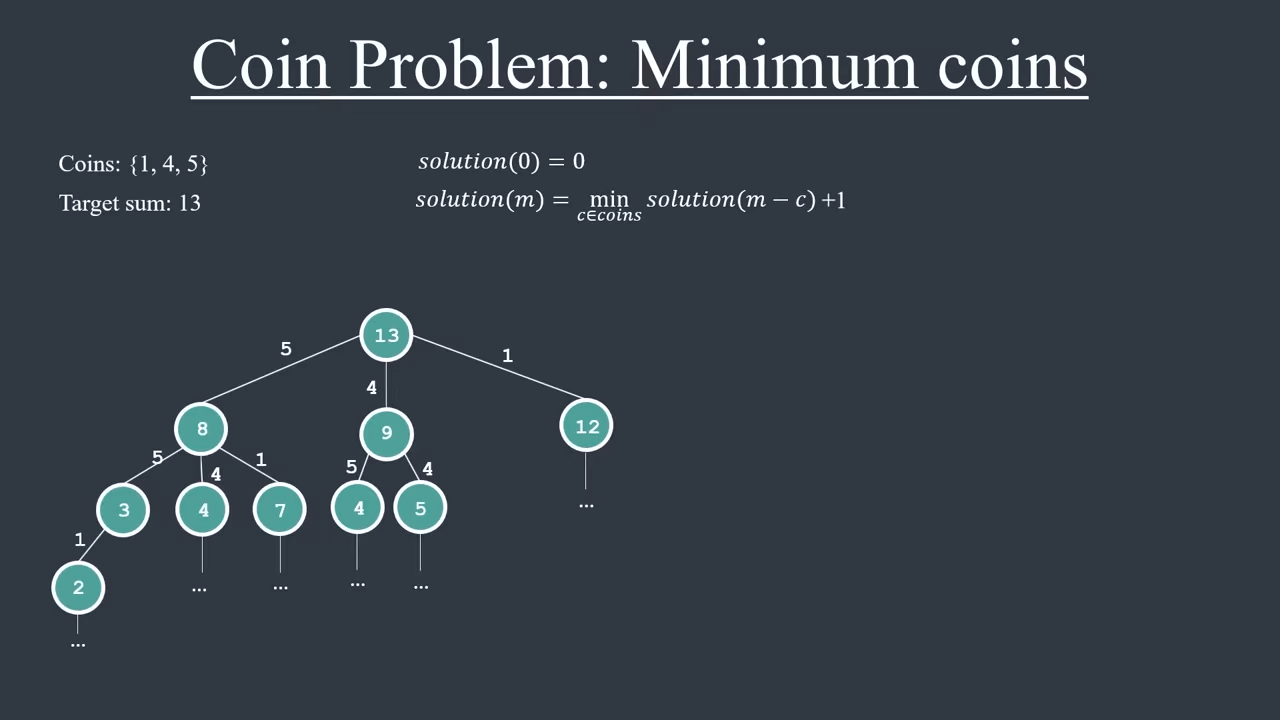 Coin Problem: Minimum coins
Coins: {1, 4, 5}
Target sum: 13
𝑠𝑜𝑙𝑢𝑡𝑖𝑜𝑛(0) = 0
𝑠𝑜𝑙𝑢𝑡𝑖𝑜𝑛(𝑚) = min 𝑠𝑜𝑙𝑢𝑡𝑖𝑜𝑛(𝑚 − 𝑐) +1
𝑐∈𝑐𝑜𝑖𝑛𝑠
13
5 4 1
8 9 12
5 4 1 5 4
3 4 7 4 5 ...
1
2 ... ... ... ...
...